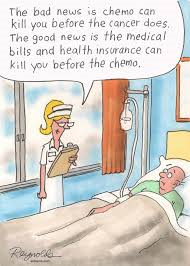 The bad news is chemo can
kill you before the cancer does.
The good news is the medical
bills and health insurance can
kill you before the chemo.
Reynolds